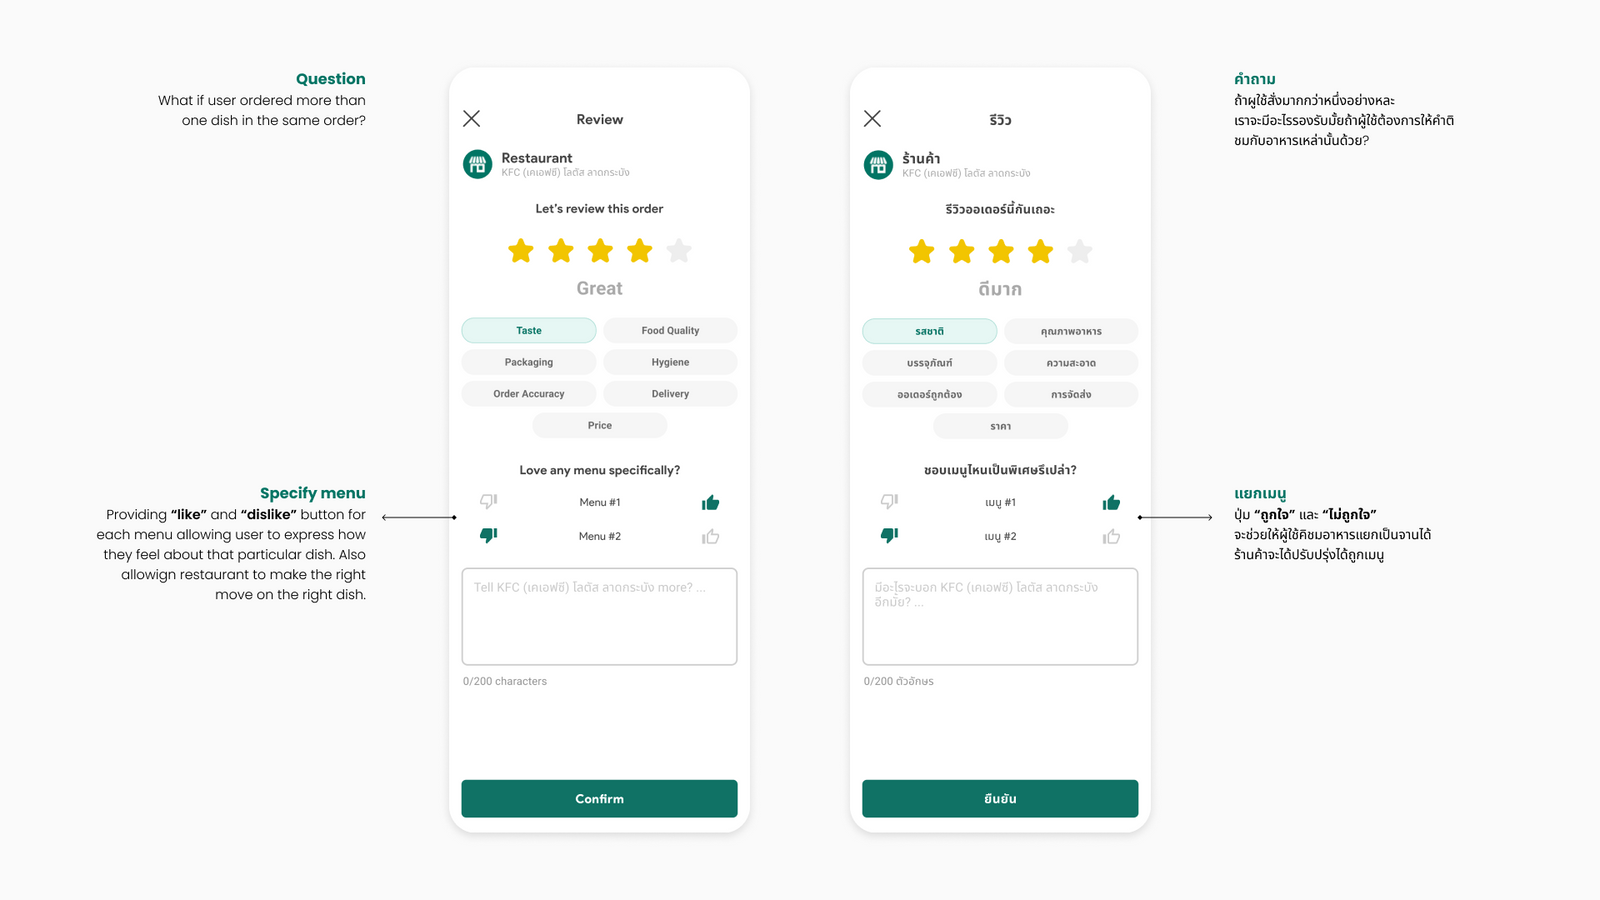 Question
What if user ordered more than
one dish in the same order?
Specify menu
Providing “like” and “dislike” button for
each menu allowing user to express how
they feel about that particular dish. Also
allowign restaurant to make the right
move on the right dish.
Review
Restaurant
KFC (เคเอฟซี) โลตัส ลาดกระบัง
Let's review this order
Great
Taste
Food Quality
Packaging
Hygiene
Order Accuracy
Delivery
Price
Love any menu specifically?
Menu #1
Menu #2
Tell KFC (เคเอฟซี) โลตัส ลาดกระบัง more? ...
0/200 characters
Confirm
รีวิว
ร้านค้า
KFC (เคเอฟซี) โลตัส ลาดกระบัง
รีวิวออเดอร์นี้กันเถอะ
ดีมาก
รสชาติ
คุณภาพอาหาร
บรรจุภัณฑ์
ความสะอาด
ออเดอร์ถูกต้อง
การจัดส่ง
ราคา
ชอบเมนูไหนเป็นพิเศษรึเปล่า?
เมนู #1
เมนู #2
มีอะไรจะบอก KFC (เคเอฟซี) โลตัส ลาดกระบัง
อีกมั้ย? ...
0/200 ตัวอักษร
ยืนยัน
คำถาม
ถ้าผูใช้สั่งมากกว่าหนึ่งอย่างหละ
เราจะมีอะไรรองรับมั้ยถ้าผู้ใช้ต้องการให้คำติ
ชมกับอาหารเหล่านั้นด้วย?
แยกเมนู
ปุ่ม “ถูกใจ” และ “ไม่ถูกใจ”
จะช่วยให้ผู้ใช้คิชมอาหารแยกเป็นจานได้
ร้านค้าจะได้ปรับปรุ่งได้ถูกเมนู